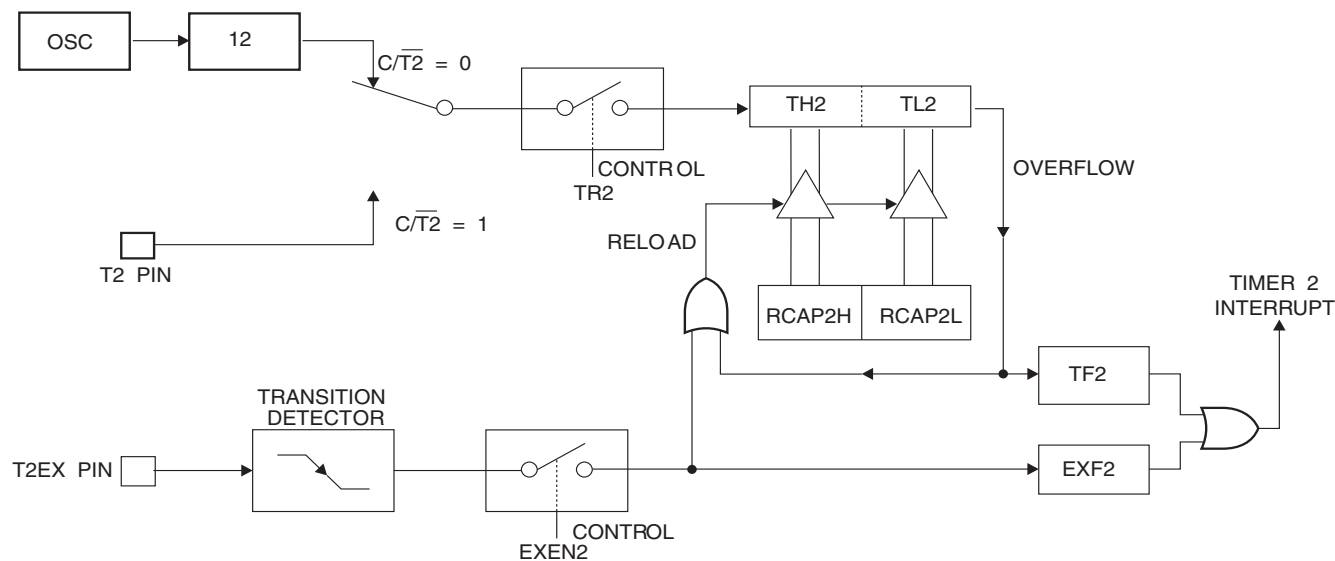 OSC
12
C/T2 = 0
TH2
TL2
CONTROL
TR2
OVERFLOW
C/T2 = 1
RELOAD
T2 PIN
TIMER 2
INTERRUPT
RCAP2H
RCAP2L
TF2
TRANSITION
DETECTOR
T2EX PIN
EXF2
CONTROL
EXEN2